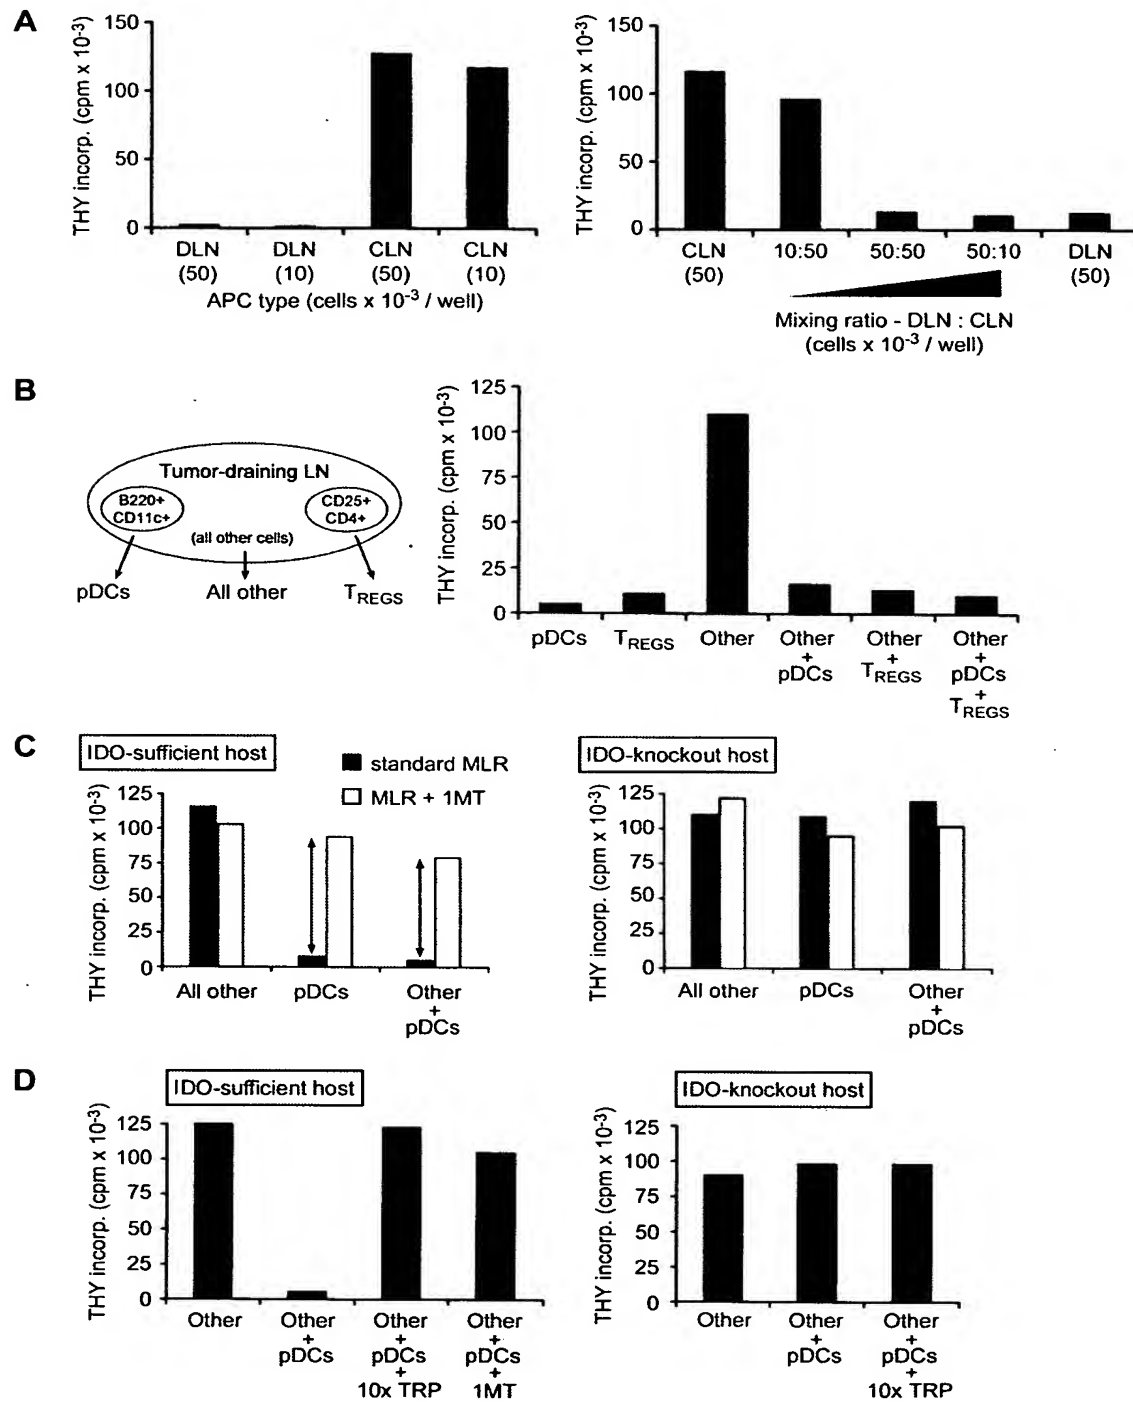 A
THY incorp. (cpm x 10-3)
150
100
50
0
DLN
(50)
DLN
(10)
CLN
(50)
CLN
(10)
APC type (cells x 10-3 / well)
THY incorp. (cpm x 10-3)
150
100
50
0
CLN
(50)
10:50
50:50
50:10
DLN
(50)
Mixing ratio - DLN : CLN
(cells x 10-3 / well)
B
Tumor-draining LN
B220+
CD11c+
CD25+
CD4+
(all other cells)
pDCs
All other
TREGS
THY incorp. (cpm x 10-3)
125
100
75
50
25
0
pDCs
TREGS
Other
Other
+
pDCs
Other
+
TREGS
Other
+
pDCs
+
TREGS
C
IDO-sufficient host
standard MLR
MLR + 1MT
THY incorp. (cpm x 10-3)
125
100
75
50
25
0
All other
pDCs
Other
+
pDCs
IDO-knockout host
THY incorp. (cpm x 10-3)
125
100
75
50
25
0
All other
pDCs
Other
+
pDCs
D
IDO-sufficient host
THY incorp. (cpm x 10-3)
125
100
75
50
25
0
Other
Other
+
pDCs
Other
+
pDCs
+
10x TRP
Other
+
pDCs
+
1MT
IDO-knockout host
THY incorp. (cpm x 10-3)
125
100
75
50
25
0
Other
Other
+
pDCs
Other
+
pDCs
+
10x TRP